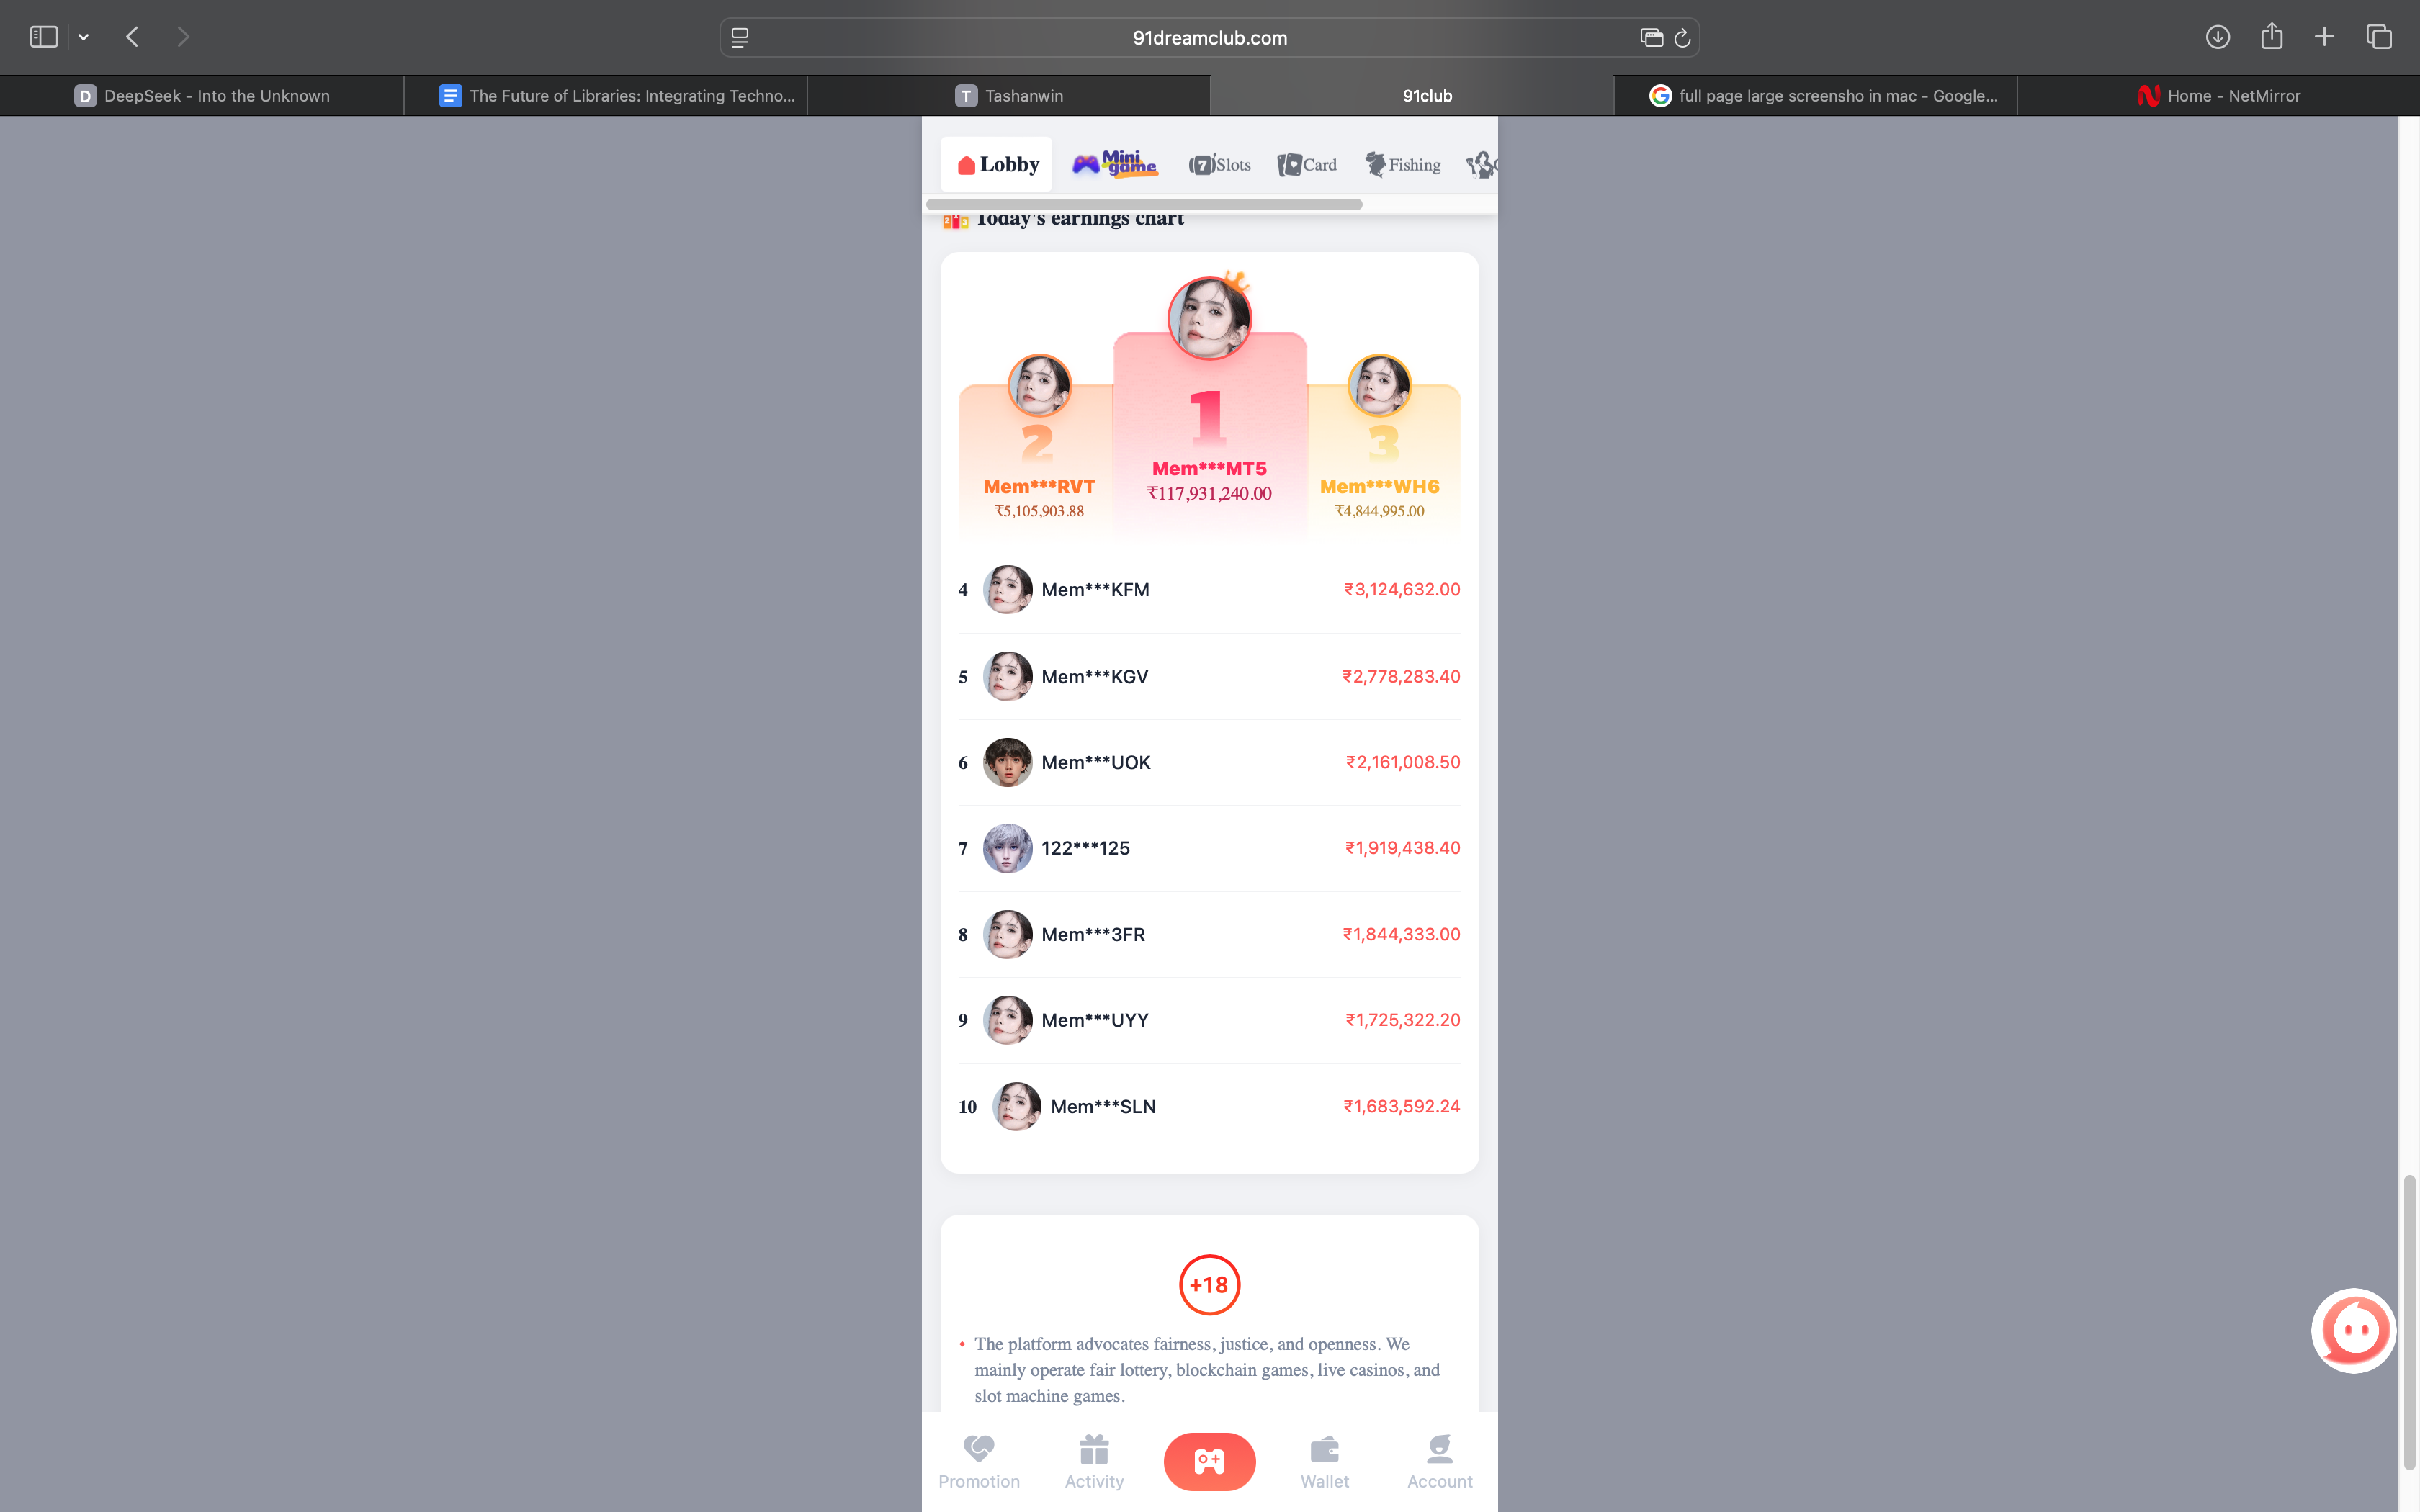 91dreamclub.com
D DeepSeek - Into the Unknown
The Future of Libraries: Integrating Techno...
T Tashanwin
91club
G full page large screensho in mac - Google...
N Home - NetMirror
Lobby
Mini game
7 Slots
Card
Fishing
Today's earnings chart
1
Mem***MT5
₹117,931,240.00
2
Mem***RVT
₹5,105,903.88
3
Mem***WH6
₹4,844,995.00
4 Mem***KFM ₹3,124,632.00
5 Mem***KGV ₹2,778,283.40
6 Mem***UOK ₹2,161,008.50
7 122***125 ₹1,919,438.40
8 Mem***3FR ₹1,844,333.00
9 Mem***UYY ₹1,725,322.20
10 Mem***SLN ₹1,683,592.24
+18
The platform advocates fairness, justice, and openness. We
mainly operate fair lottery, blockchain games, live casinos, and
slot machine games.
Promotion
Activity
Wallet
Account